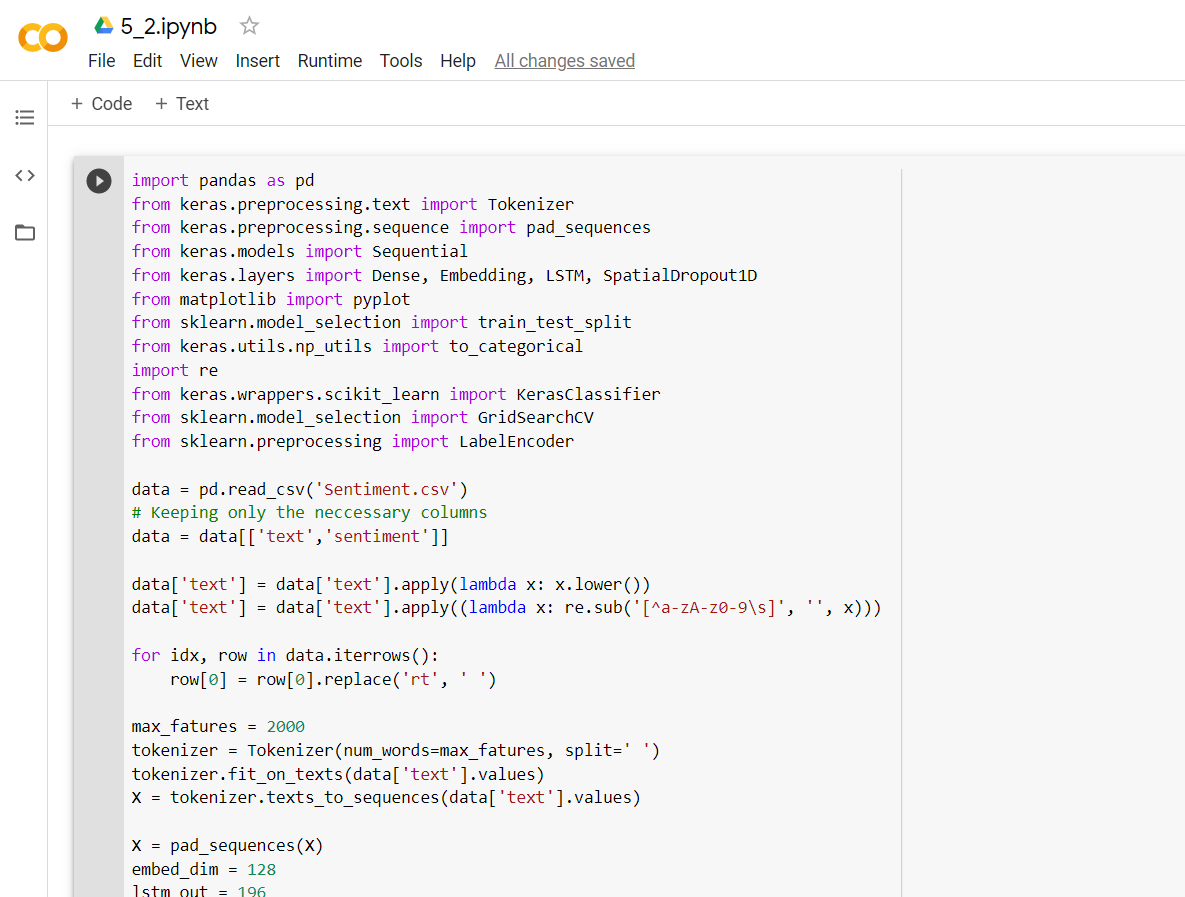 5_2.ipynb
File Edit View Insert Runtime Tools Help All changes saved
+ Code + Text
import pandas as pd
from keras.preprocessing.text import Tokenizer
from keras.preprocessing.sequence import pad_sequences
from keras.models import Sequential
from keras.layers import Dense, Embedding, LSTM, SpatialDropout1D
from matplotlib import pyplot
from sklearn.model_selection import train_test_split
from keras.utils.np_utils import to_categorical
import re
from keras.wrappers.scikit_learn import KerasClassifier
from sklearn.model_selection import GridSearchCV
from sklearn.preprocessing import LabelEncoder
data = pd.read_csv('Sentiment.csv')
# Keeping only the neccessary columns
data = data[['text','sentiment']]
data['text'] = data['text'].apply(lambda x: x.lower())
data['text'] = data['text'].apply((lambda x: re.sub('[^a-zA-z0-9\s]', '', x)))
for idx, row in data.iterrows():
    row[0] = row[0].replace('rt', ' ')
max_fatures = 2000
tokenizer = Tokenizer(num_words=max_fatures, split=' ')
tokenizer.fit_on_texts(data['text'].values)
X = tokenizer.texts_to_sequences(data['text'].values)
X = pad_sequences(X)
embed_dim = 128
lstm_out = 196